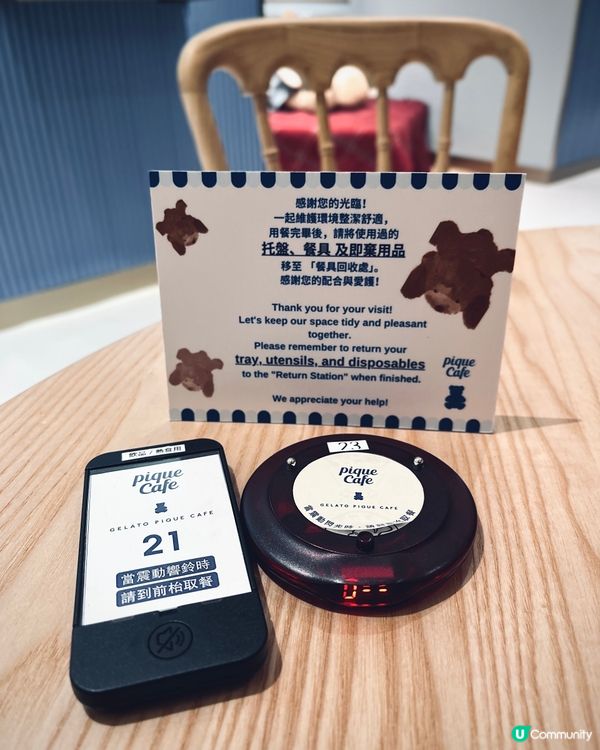 感謝您的光臨!
一起維護環境整潔舒適，
用餐完畢後，請將使用過的
托盤、餐具 及即棄用品
移至「餐具回收處」。
感謝您的配合與愛護!
Thank you for your visit!
Let's keep our space tidy and pleasant
together.
Please remember to return your
tray, utensils, and disposables
to the "Return Station" when finished.
We appreciate your help!
pique
Cafe
飲品 / 熱食用
pique
Cafe
GELATO PIQUE CAFE
21
當震動響鈴時
請到前枱取餐
23
pique
Cafe
GELATO PIQUE CAFE
U Community